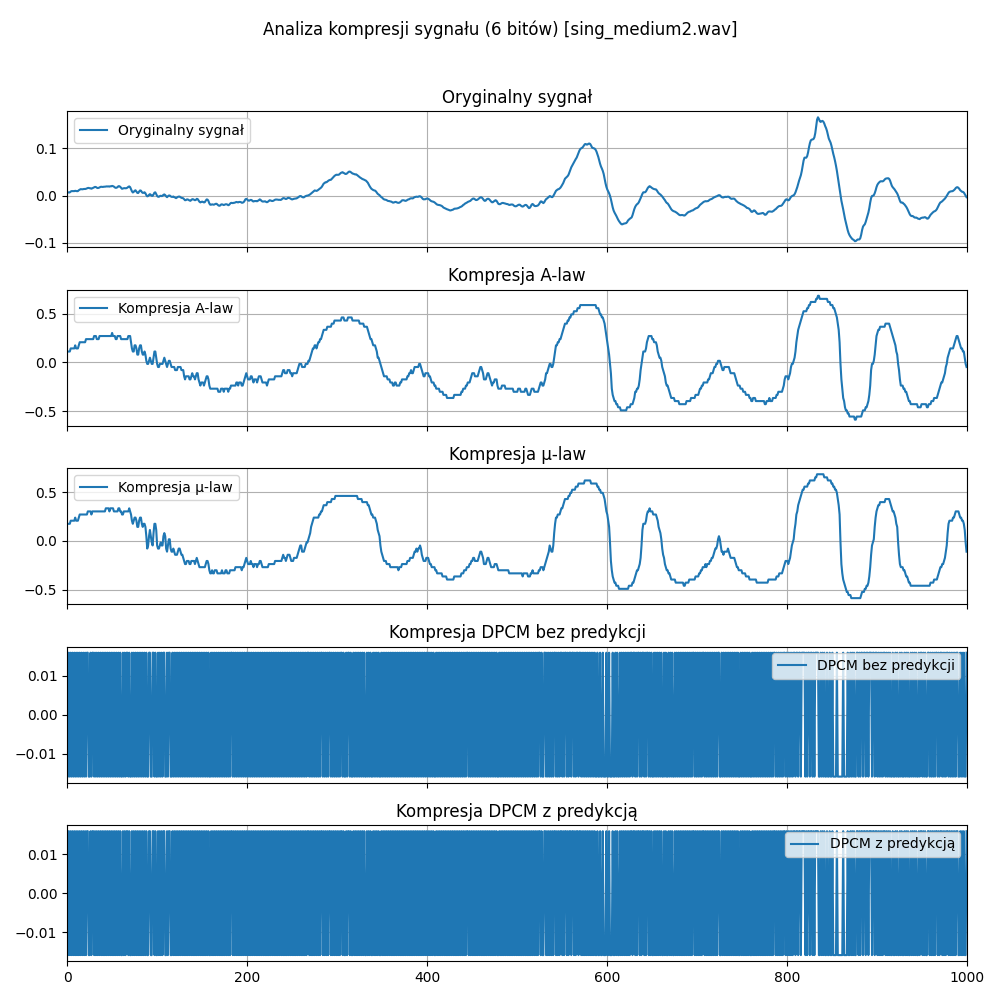 Analiza kompresji sygnału (6 bitów) [sing_medium2.wav]
Oryginalny sygnał
Oryginalny sygnał
0.1
0.0
−0.1
Kompresja A-law
Kompresja A-law
0.5
0.0
−0.5
Kompresja μ-law
Kompresja μ-law
0.5
0.0
−0.5
Kompresja DPCM bez predykcji
DPCM bez predykcji
0.01
0.00
−0.01
Kompresja DPCM z predykcją
DPCM z predykcją
0.01
0.00
−0.01
0 200 400 600 800 1000